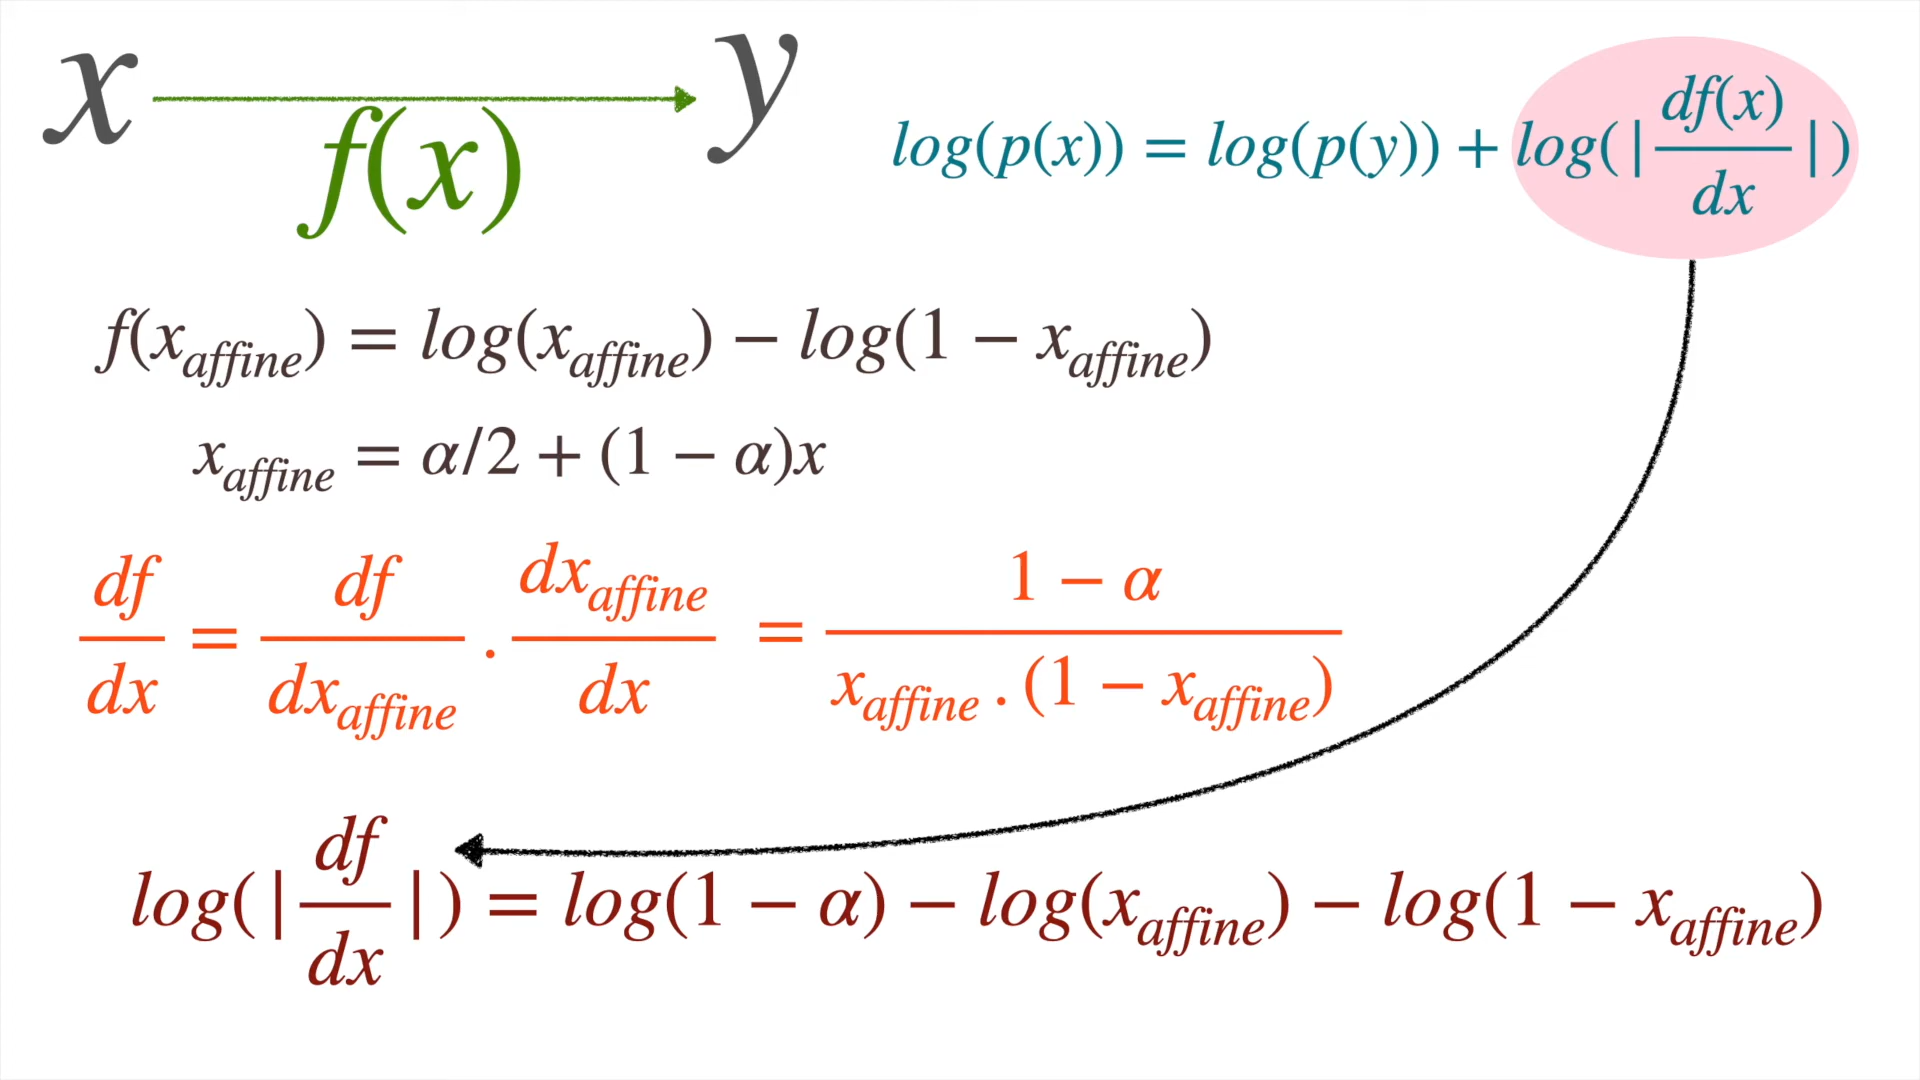 x y
f(x)
log(p(x)) = log(p(y)) + log(|df(x)/dx|)
f(x_affine) = log(x_affine) − log(1 − x_affine)
x_affine = α/2 + (1 − α)x
df/dx = df/dx_affine . dx_affine/dx = (1 − α)/(x_affine . (1 − x_affine))
log(|df/dx|) = log(1 − α) − log(x_affine) − log(1 − x_affine)